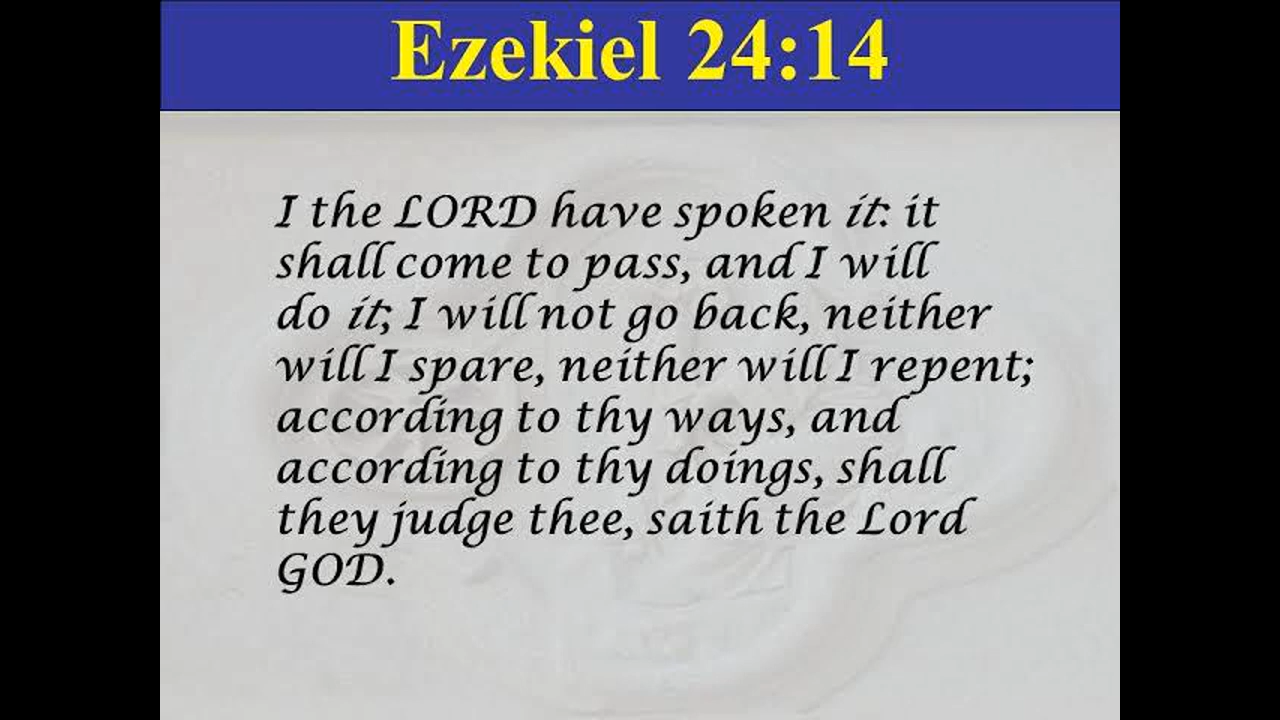 Ezekiel 24:14
I the LORD have spoken it: it
shall come to pass, and I will
do it; I will not go back, neither
will I spare, neither will I repent;
according to thy ways, and
according to thy doings, shall
they judge thee, saith the Lord
GOD.